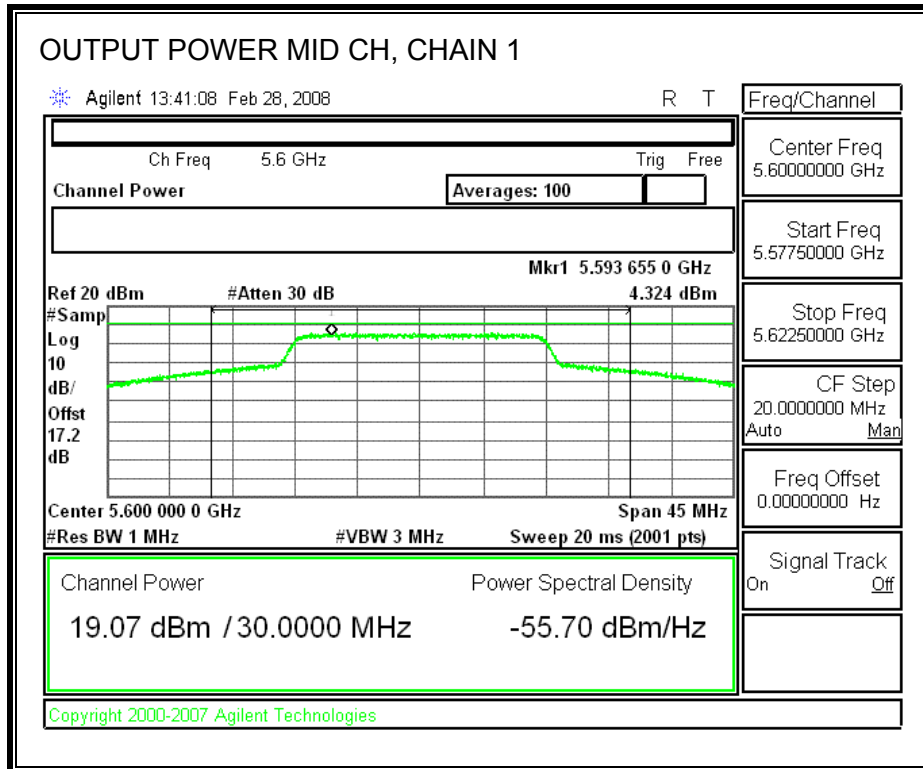 OUTPUT POWER MID CH, CHAIN 1
Agilent 13:41:08 Feb 28, 2008 R T
Freq/Channel
Ch Freq 5.6 GHz Trig Free
Channel Power Averages: 100
Mkr1 5.593 655 0 GHz
Ref 20 dBm #Atten 30 dB 4.324 dBm
#Samp
Log
10
dB/
Offst
17.2
dB
Center 5.600 000 0 GHz Span 45 MHz
#Res BW 1 MHz #VBW 3 MHz Sweep 20 ms (2001 pts)
Channel Power Power Spectral Density
19.07 dBm / 30.0000 MHz -55.70 dBm/Hz
Copyright 2000-2007 Agilent Technologies
Center Freq
5.60000000 GHz
Start Freq
5.57750000 GHz
Stop Freq
5.62250000 GHz
CF Step
20.0000000 MHz
Auto Man
Freq Offset
0.00000000 Hz
Signal Track
On Off